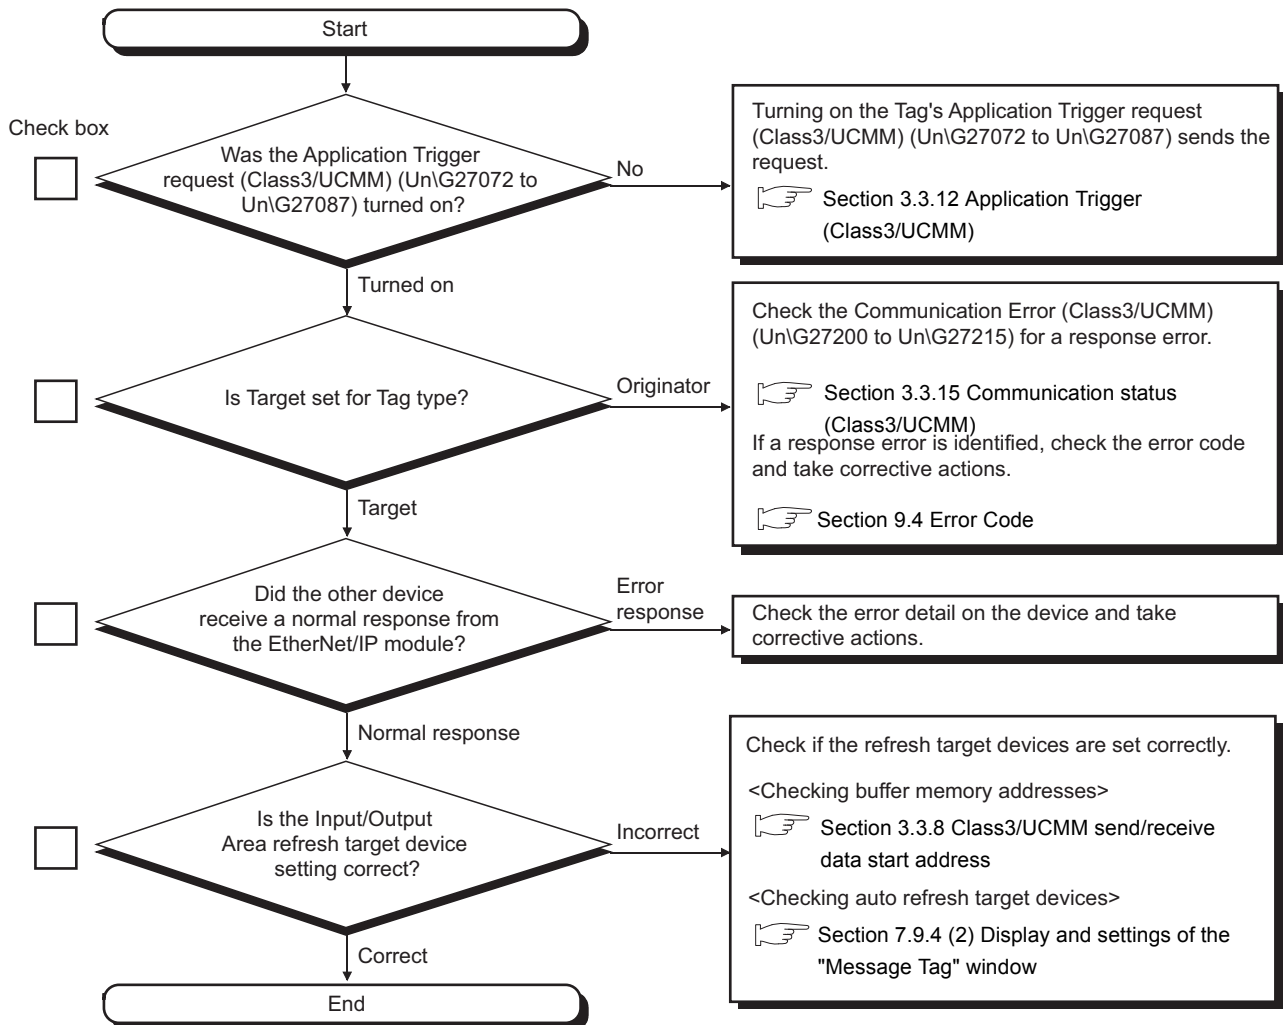 Start
Check box
Was the Application Trigger
request (Class3/UCMM) (Un\G27072 to
Un\G27087) turned on?
No
Turning on the Tag's Application Trigger request
(Class3/UCMM) (Un\G27072 to Un\G27087) sends the
request.
Section 3.3.12 Application Trigger
(Class3/UCMM)
Turned on
Is Target set for Tag type?
Originator
Check the Communication Error (Class3/UCMM)
(Un\G27200 to Un\G27215) for a response error.
Section 3.3.15 Communication status
(Class3/UCMM)
If a response error is identified, check the error code
and take corrective actions.
Section 9.4 Error Code
Target
Did the other device
receive a normal response from
the EtherNet/IP module?
Error
response
Check the error detail on the device and take
corrective actions.
Normal response
Is the Input/Output
Area refresh target device
setting correct?
Incorrect
Check if the refresh target devices are set correctly.
<Checking buffer memory addresses>
Section 3.3.8 Class3/UCMM send/receive
data start address
<Checking auto refresh target devices>
Section 7.9.4 (2) Display and settings of the
"Message Tag" window
Correct
End